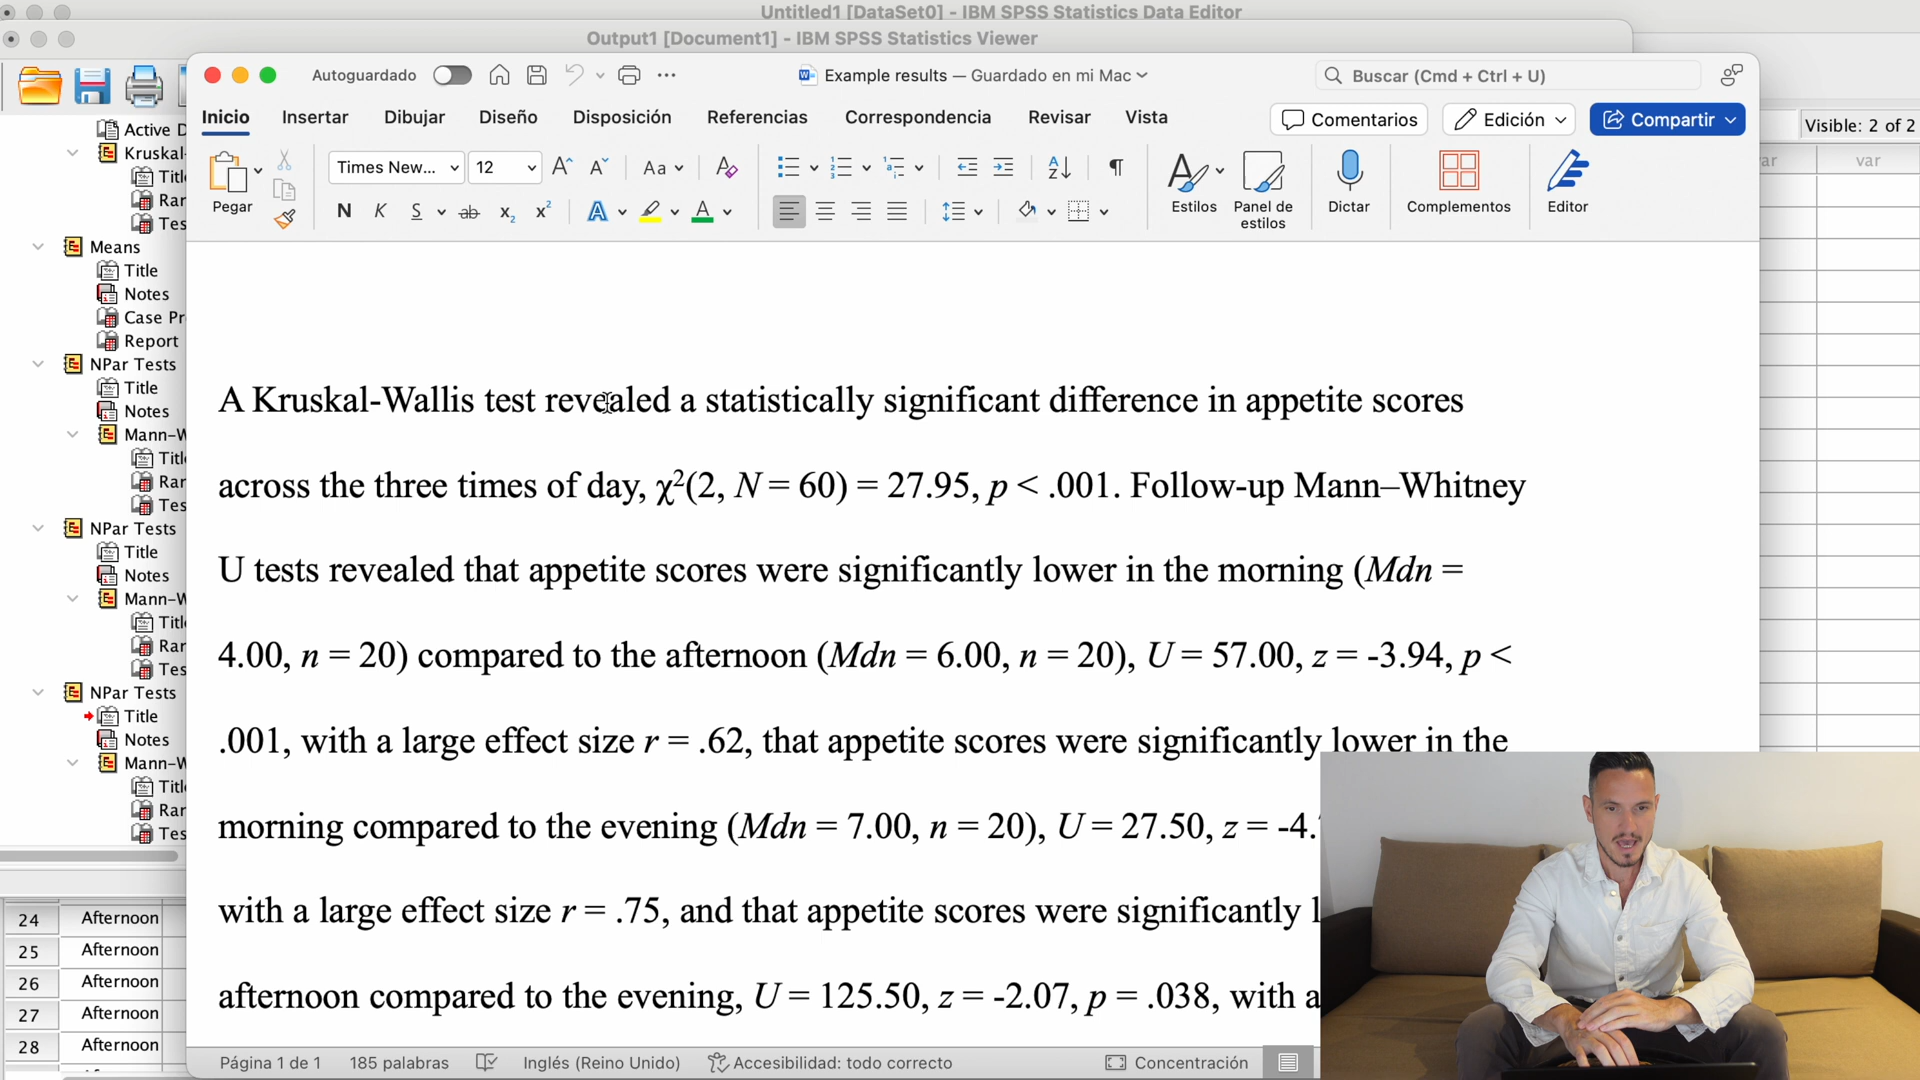 Untitled1 [DataSet0] - IBM SPSS Statistics Data Editor
Output1 [Document1] - IBM SPSS Statistics Viewer
Autoguardado
Example results — Guardado en mi Mac
Buscar (Cmd + Ctrl + U)
Inicio Insertar Dibujar Diseño Disposición Referencias Correspondencia Revisar Vista
Comentarios Edición Compartir
Visible: 2 of 2
Pegar
Times New... 12
Aa
N K S ab x₂ x²
Estilos
Panel de estilos
Dictar
Complementos
Editor
var
Active D
Kruskal-
Means
Title
Notes
Case Pr
Report
NPar Tests
Title
Notes
Mann-W
NPar Tests
Title
Notes
Mann-W
NPar Tests
Title
Notes
Mann-W
A Kruskal-Wallis test revealed a statistically significant difference in appetite scores
across the three times of day, χ²(2, N = 60) = 27.95, p < .001. Follow-up Mann–Whitney
U tests revealed that appetite scores were significantly lower in the morning (Mdn =
4.00, n = 20) compared to the afternoon (Mdn = 6.00, n = 20), U = 57.00, z = -3.94, p <
.001, with a large effect size r = .62, that appetite scores were significantly lower in the
morning compared to the evening (Mdn = 7.00, n = 20), U = 27.50, z = -4.
with a large effect size r = .75, and that appetite scores were significantly
afternoon compared to the evening, U = 125.50, z = -2.07, p = .038, with a
24 Afternoon
25 Afternoon
26 Afternoon
27 Afternoon
28 Afternoon
Página 1 de 1 185 palabras Inglés (Reino Unido) Accesibilidad: todo correcto Concentración